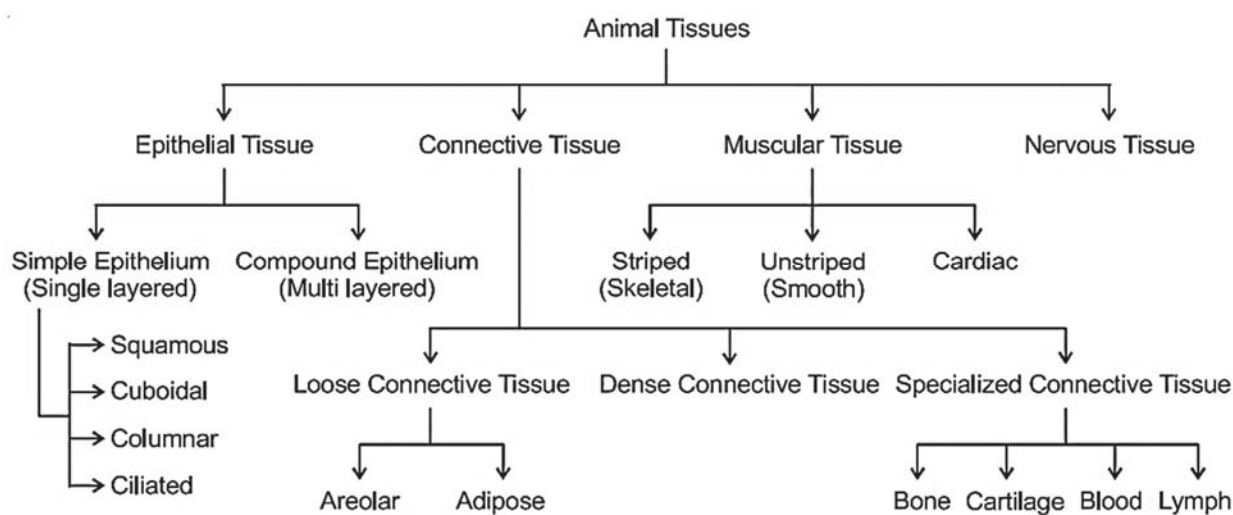 Animal Tissues
Epithelial Tissue Connective Tissue Muscular Tissue Nervous Tissue
Simple Epithelium
(Single layered)
Compound Epithelium
(Multi layered)
Striped
(Skeletal)
Unstriped
(Smooth)
Cardiac
Squamous
Cuboidal
Columnar
Ciliated
Loose Connective Tissue Dense Connective Tissue Specialized Connective Tissue
Areolar Adipose
Bone Cartilage Blood Lymph